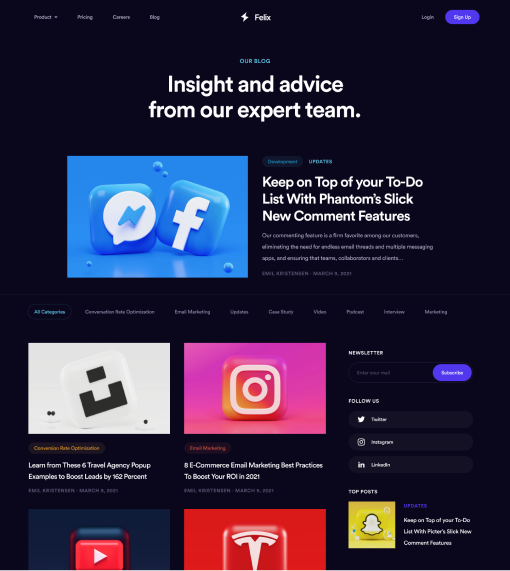 Product
Pricing
Careers
Blog
Felix
Login
Sign Up
OUR BLOG
Insight and advice
from our expert team.
Development
UPDATES
Keep on Top of your To-Do
List With Phantom's Slick
New Comment Features
Our commenting feature is a firm favorite among our customers,
eliminating the need for endless email threads and multiple messaging
apps, and ensuring that teams, collaborators and clients...
EMIL KRISTENSEN · MARCH 9, 2021
All Categories
Conversation Rate Optimization
Email Marketing
Updates
Case Study
Video
Podcast
Interview
Marketing
Conversion Rate Optimization
Learn from These 6 Travel Agency Popup
Examples to Boost Leads by 162 Percent
EMIL KRISTENSEN · MARCH 9, 2021
Email Marketing
8 E-Commerce Email Marketing Best Practices
To Boost Your ROI in 2021
EMIL KRISTENSEN · MARCH 9, 2021
NEWSLETTER
Enter your mail
Subscribe
FOLLOW US
Twitter
Instagram
LinkedIn
TOP POSTS
UPDATES
Keep on Top of your To-Do
List With Picter's Slick New
Comment Features